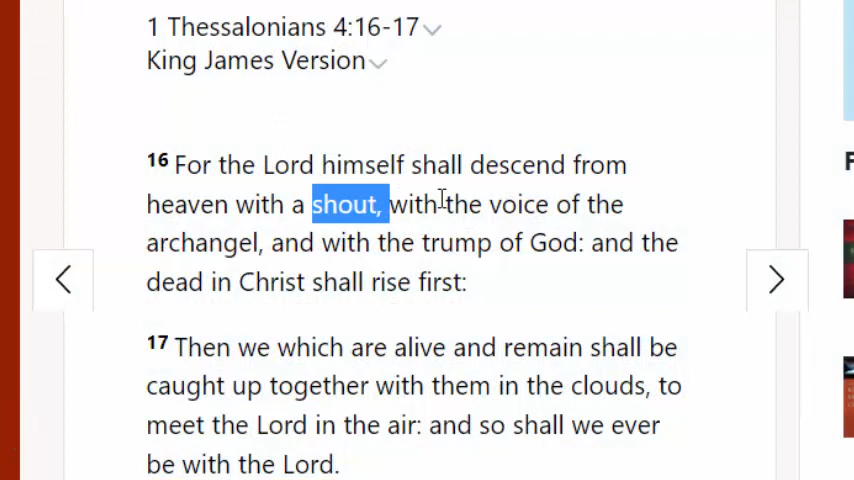 1 Thessalonians 4:16-17
King James Version
16 For the Lord himself shall descend from
heaven with a shout, with the voice of the
archangel, and with the trump of God: and the
dead in Christ shall rise first:
17 Then we which are alive and remain shall be
caught up together with them in the clouds, to
meet the Lord in the air: and so shall we ever
be with the Lord.
F